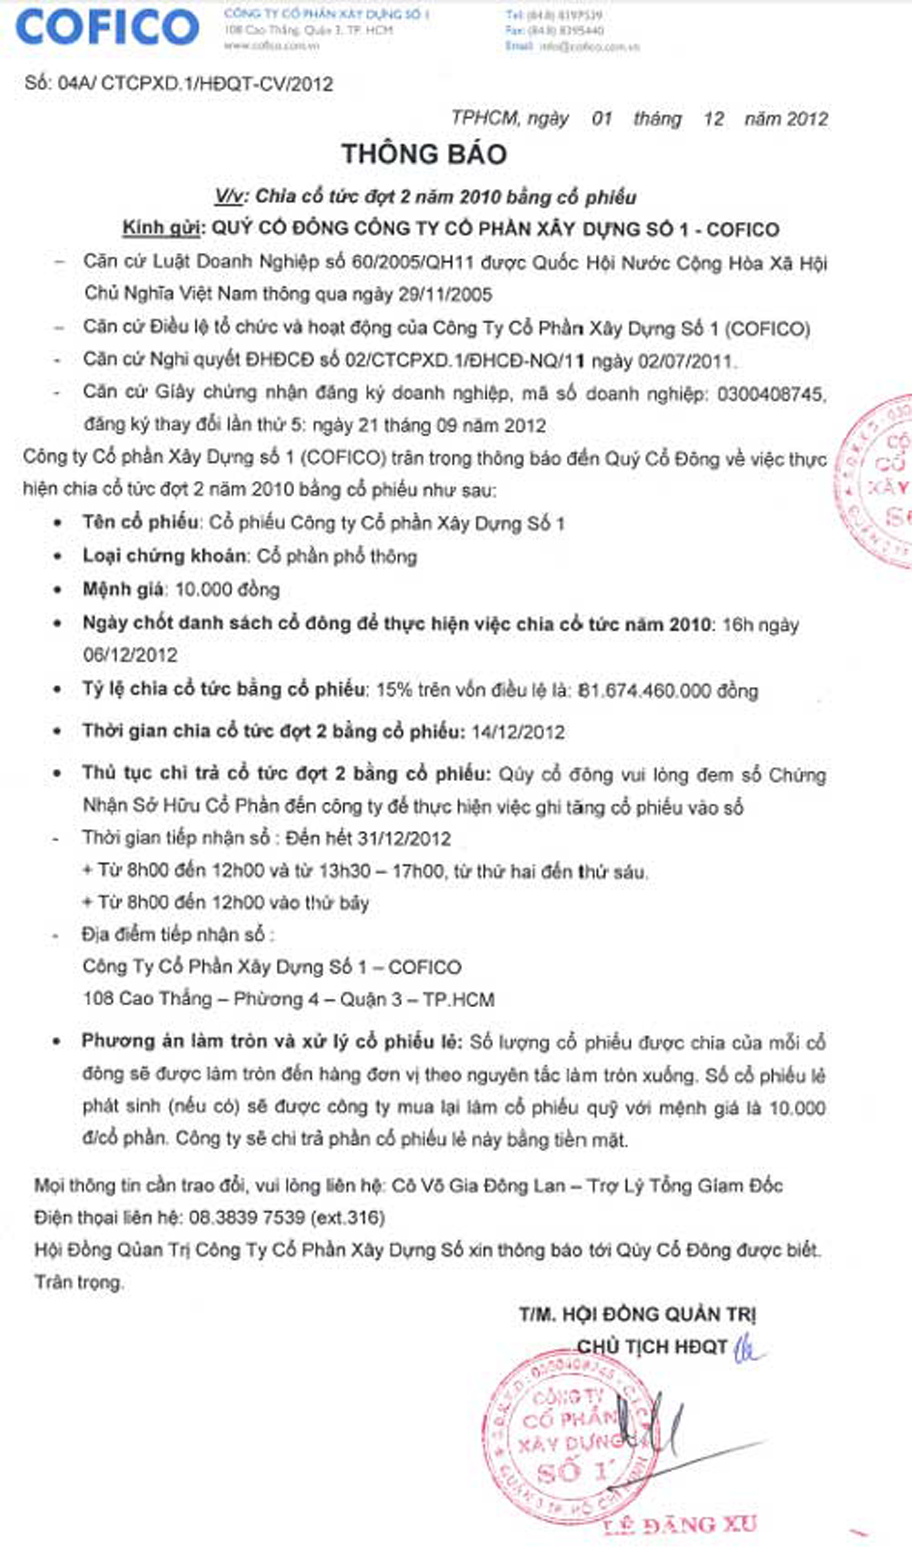 COFICO
CÔNG TY CỔ PHẦN XÂY DỰNG SỐ 1
108 Cao Thắng, Quận 3, TP. HCM
www.cofico.com.vn
Tel: (84.8) 8397539
Fax: (84.8) 8395440
Email: info@cofico.com.vn
Số: 04A/ CTCPXD.1/HĐQT-CV/2012
TPHCM, ngày 01 tháng 12 năm 2012
THÔNG BÁO
V/v: Chia cổ tức đợt 2 năm 2010 bằng cổ phiếu
Kính gửi: QUÝ CỔ ĐÔNG CÔNG TY CỔ PHẦN XÂY DỰNG SỐ 1 - COFICO
– Căn cứ Luật Doanh Nghiệp số 60/2005/QH11 được Quốc Hội Nước Cộng Hòa Xã Hội
Chủ Nghĩa Việt Nam thông qua ngày 29/11/2005
– Căn cứ Điều lệ tổ chức và hoạt động của Công Ty Cổ Phần Xây Dựng Số 1 (COFICO)
- Căn cứ Nghị quyết ĐHĐCĐ số 02/CTCPXD.1/ĐHCĐ-NQ/11 ngày 02/07/2011.
- Căn cứ Giấy chứng nhận đăng ký doanh nghiệp, mã số doanh nghiệp: 0300408745,
đăng ký thay đổi lần thứ 5: ngày 21 tháng 09 năm 2012
Công ty Cổ phần Xây Dựng số 1 (COFICO) trân trọng thông báo đến Quý Cổ Đông về việc thực
hiện chia cổ tức đợt 2 năm 2010 bằng cổ phiếu như sau:
• Tên cổ phiếu: Cổ phiếu Công ty Cổ phần Xây Dựng Số 1
• Loại chứng khoán: Cổ phần phổ thông
• Mệnh giá: 10.000 đồng
• Ngày chốt danh sách cổ đông để thực hiện việc chia cổ tức năm 2010: 16h ngày
06/12/2012
• Tỷ lệ chia cổ tức bằng cổ phiếu: 15% trên vốn điều lệ là: 81.674.460.000 đồng
• Thời gian chia cổ tức đợt 2 bằng cổ phiếu: 14/12/2012
• Thủ tục chi trả cổ tức đợt 2 bằng cổ phiếu: Qúy cổ đông vui lòng đem sổ Chứng
Nhận Sở Hữu Cổ Phần đến công ty để thực hiện việc ghi tăng cổ phiếu vào sổ
- Thời gian tiếp nhận sổ : Đến hết 31/12/2012
+ Từ 8h00 đến 12h00 và từ 13h30 – 17h00, từ thứ hai đến thứ sáu.
+ Từ 8h00 đến 12h00 vào thứ bảy
- Địa điểm tiếp nhận sổ :
Công Ty Cổ Phần Xây Dựng Số 1 – COFICO
108 Cao Thắng – Phừơng 4 – Quận 3 – TP.HCM
• Phương án làm tròn và xử lý cổ phiếu lẻ: Số lượng cổ phiếu được chia của mỗi cổ
đông sẽ được làm tròn đến hàng đơn vị theo nguyên tắc làm tròn xuống. Số cổ phiếu lẻ
phát sinh (nếu có) sẽ được công ty mua lại làm cổ phiếu quỹ với mệnh giá là 10.000
đ/cổ phần. Công ty sẽ chi trả phần cổ phiếu lẻ này bằng tiền mặt.
Mọi thông tin cần trao đổi, vui lòng liên hệ: Cô Võ Gia Đông Lan – Trợ Lý Tổng Giam Đốc
Điện thọai liên hệ: 08.3839 7539 (ext.316)
Hội Đồng Qủan Trị Công Ty Cổ Phần Xây Dựng Số xin thông báo tới Qúy Cổ Đông được biết.
Trân trọng.
T/M. HỘI ĐỒNG QUẢN TRỊ
CHỦ TỊCH HĐQT
CÔNG TY
CỔ PHẦN
XÂY DỰNG
SỐ 1
LÊ ĐĂNG XU